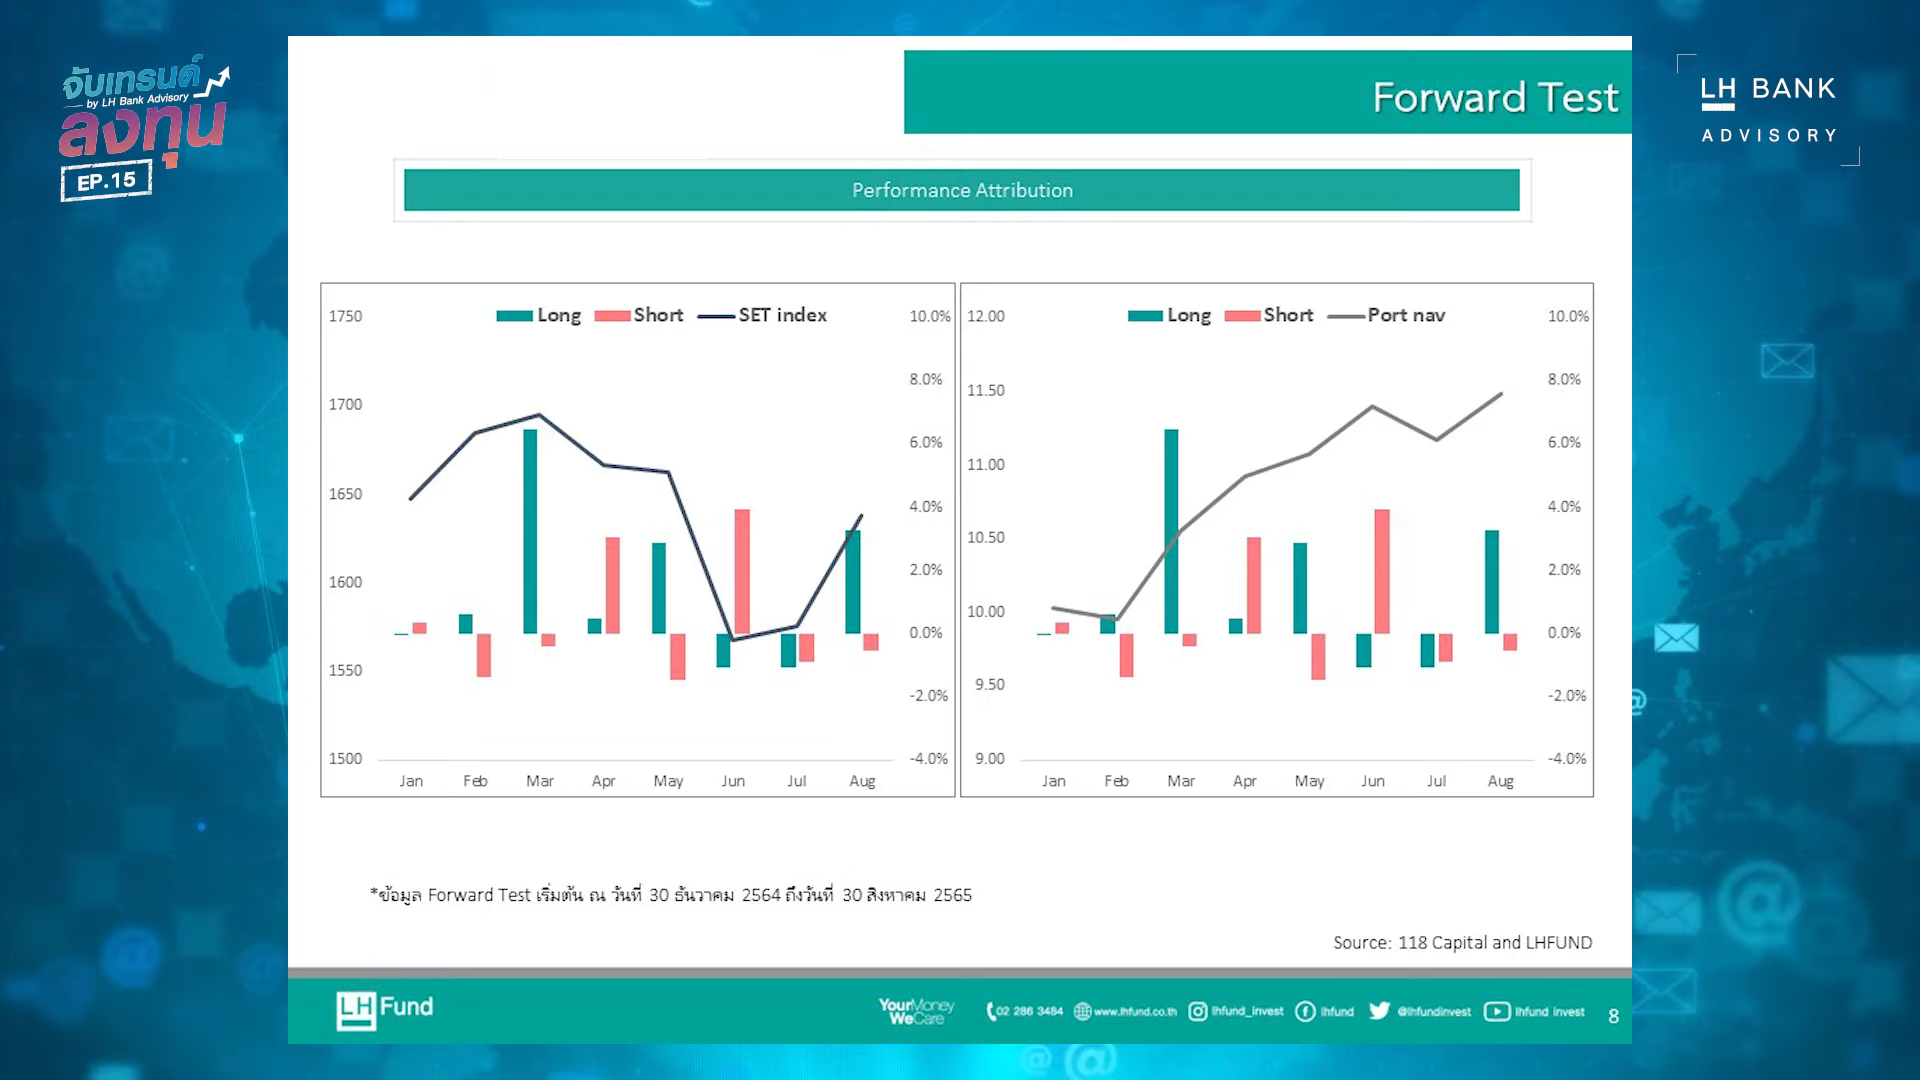 จับเทรนด์
by LH Bank Advisory
ลงทุน
EP.15
LH BANK
ADVISORY
Forward Test
Performance Attribution
Long Short SET index
1750
1700
1650
1600
1550
1500
10.0%
8.0%
6.0%
4.0%
2.0%
0.0%
-2.0%
-4.0%
Jan Feb Mar Apr May Jun Jul Aug
Long Short Port nav
12.00
11.50
11.00
10.50
10.00
9.50
9.00
10.0%
8.0%
6.0%
4.0%
2.0%
0.0%
-2.0%
-4.0%
Jan Feb Mar Apr May Jun Jul Aug
*ข้อมูล Forward Test เริ่มต้น ณ วันที่ 30 ธันวาคม 2564 ถึงวันที่ 30 สิงหาคม 2565
Source: 118 Capital and LHFUND
LH Fund
YourMoney
WeCare
02 286 3484 www.lhfund.co.th lhfund_invest lhfund @lhfundinvest lhfund invest 8